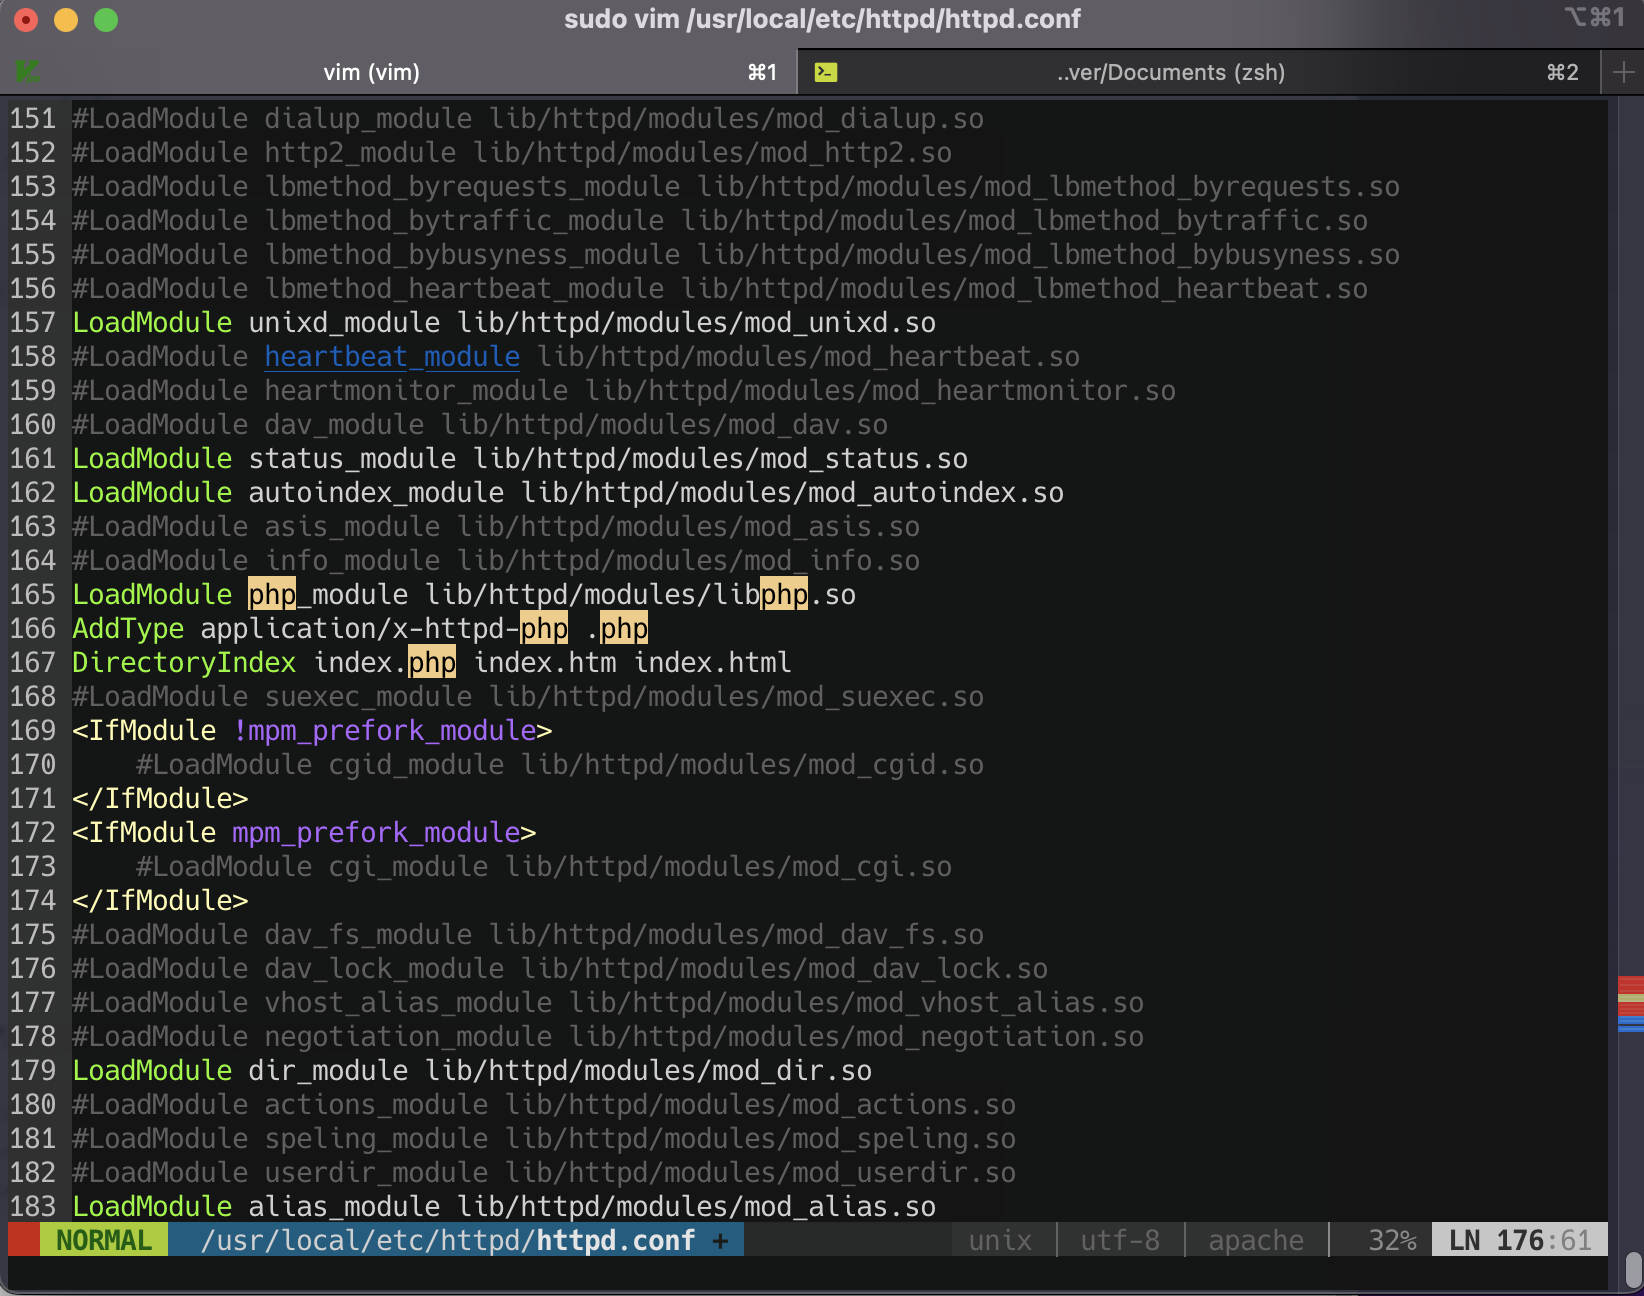 sudo vim /usr/local/etc/httpd/httpd.conf ⌥⌘1
vim (vim) ⌘1 ..ver/Documents (zsh) ⌘2 +
151 #LoadModule dialup_module lib/httpd/modules/mod_dialup.so
152 #LoadModule http2_module lib/httpd/modules/mod_http2.so
153 #LoadModule lbmethod_byrequests_module lib/httpd/modules/mod_lbmethod_byrequests.so
154 #LoadModule lbmethod_bytraffic_module lib/httpd/modules/mod_lbmethod_bytraffic.so
155 #LoadModule lbmethod_bybusyness_module lib/httpd/modules/mod_lbmethod_bybusyness.so
156 #LoadModule lbmethod_heartbeat_module lib/httpd/modules/mod_lbmethod_heartbeat.so
157 LoadModule unixd_module lib/httpd/modules/mod_unixd.so
158 #LoadModule heartbeat_module lib/httpd/modules/mod_heartbeat.so
159 #LoadModule heartmonitor_module lib/httpd/modules/mod_heartmonitor.so
160 #LoadModule dav_module lib/httpd/modules/mod_dav.so
161 LoadModule status_module lib/httpd/modules/mod_status.so
162 LoadModule autoindex_module lib/httpd/modules/mod_autoindex.so
163 #LoadModule asis_module lib/httpd/modules/mod_asis.so
164 #LoadModule info_module lib/httpd/modules/mod_info.so
165 LoadModule php_module lib/httpd/modules/libphp.so
166 AddType application/x-httpd-php .php
167 DirectoryIndex index.php index.htm index.html
168 #LoadModule suexec_module lib/httpd/modules/mod_suexec.so
169 <IfModule !mpm_prefork_module>
170     #LoadModule cgid_module lib/httpd/modules/mod_cgid.so
171 </IfModule>
172 <IfModule mpm_prefork_module>
173     #LoadModule cgi_module lib/httpd/modules/mod_cgi.so
174 </IfModule>
175 #LoadModule dav_fs_module lib/httpd/modules/mod_dav_fs.so
176 #LoadModule dav_lock_module lib/httpd/modules/mod_dav_lock.so
177 #LoadModule vhost_alias_module lib/httpd/modules/mod_vhost_alias.so
178 #LoadModule negotiation_module lib/httpd/modules/mod_negotiation.so
179 LoadModule dir_module lib/httpd/modules/mod_dir.so
180 #LoadModule actions_module lib/httpd/modules/mod_actions.so
181 #LoadModule speling_module lib/httpd/modules/mod_speling.so
182 #LoadModule userdir_module lib/httpd/modules/mod_userdir.so
183 LoadModule alias_module lib/httpd/modules/mod_alias.so
NORMAL /usr/local/etc/httpd/httpd.conf + unix utf-8 apache 32% LN 176:61